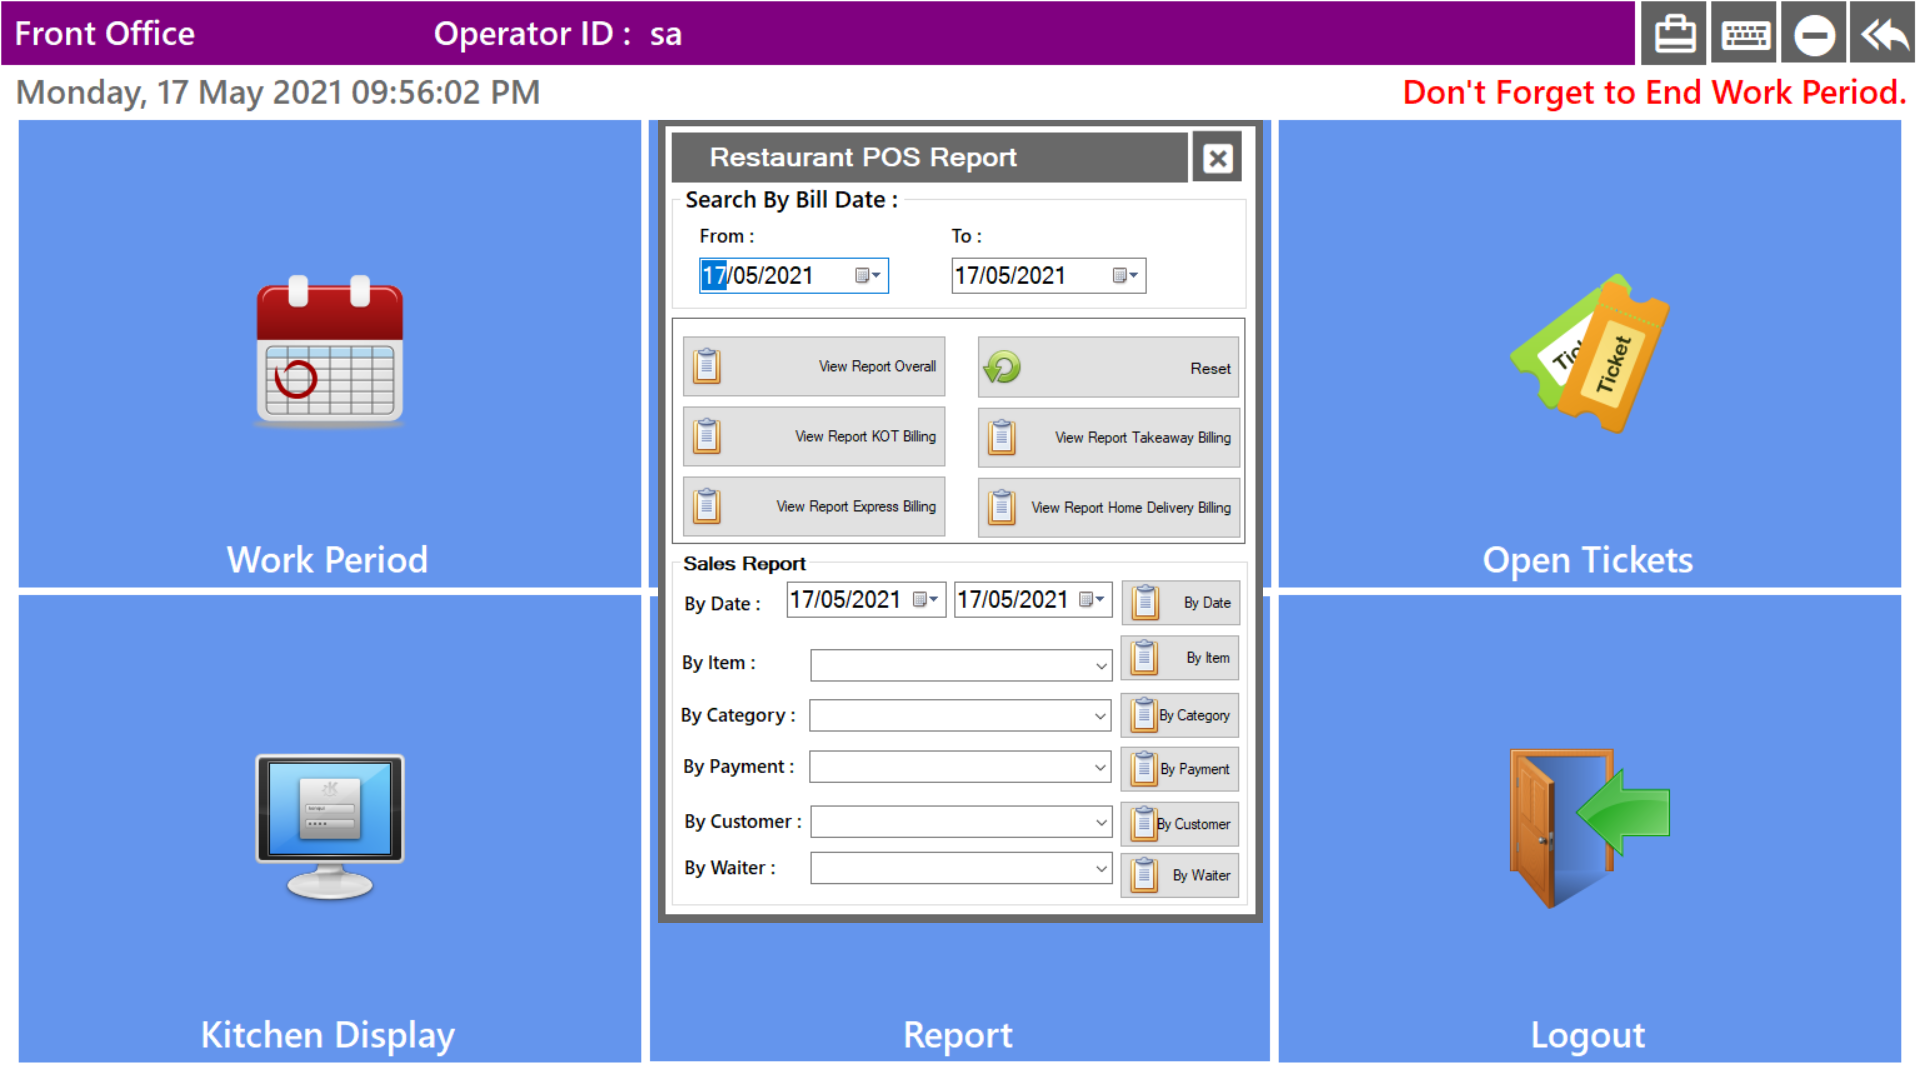 Front Office
Operator ID : sa
Monday, 17 May 2021 09:56:02 PM
Don't Forget to End Work Period.
Restaurant POS Report
Search By Bill Date :
From :
To :
17/05/2021
17/05/2021
View Report Overall
Reset
View Report KOT Billing
View Report Takeaway Billing
View Report Express Billing
View Report Home Delivery Billing
Sales Report
By Date :
17/05/2021
17/05/2021
By Date
By Item :
By Item
By Category :
By Category
By Payment :
By Payment
By Customer :
By Customer
By Waiter :
By Waiter
Ticket
Work Period
Open Tickets
Kitchen Display
Report
Logout